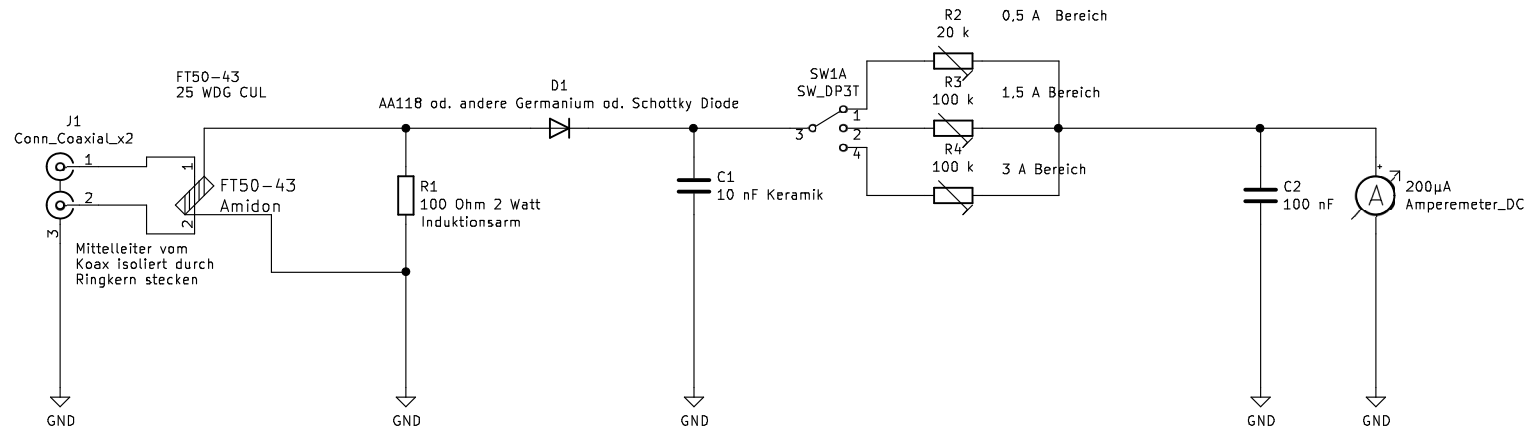 J1
Conn_Coaxial_x2
1
2
3
FT50-43
25 WDG CUL
1
2
FT50-43
Amidon
Mittelleiter vom
Koax isoliert durch
Ringkern stecken
GND
R1
100 Ohm 2 Watt
Induktionsarm
GND
D1
AA118 od. andere Germanium od. Schottky Diode
C1
10 nF Keramik
GND
SW1A
SW_DP3T
3
1
2
4
R2
20 k
0,5 A Bereich
R3
100 k
1,5 A Bereich
R4
100 k
3 A Bereich
C2
100 nF
GND
+
A
200µA
Amperemeter_DC
GND